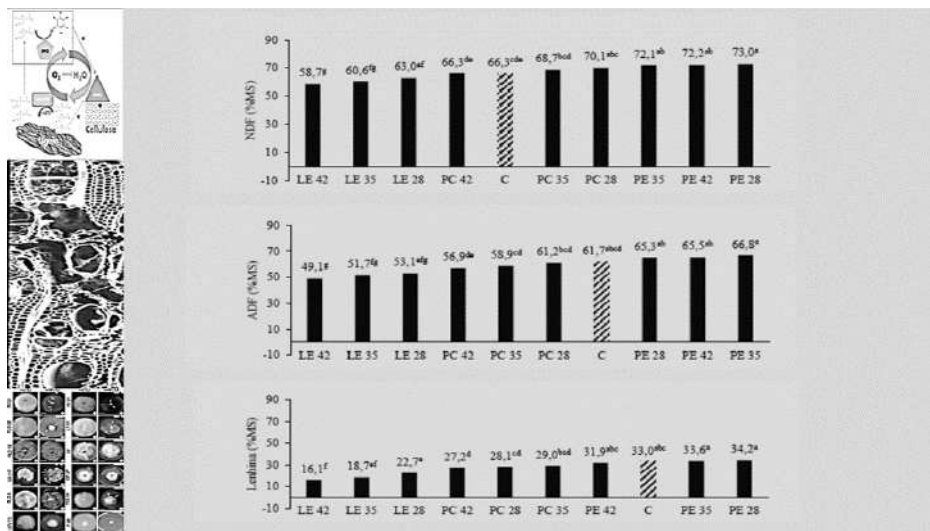 O₂
H₂O
Cellulose
NDF (%MS)
90
70
50
30
10
-10
58,7ᵍ 60,6ᶠᵍ 63,0ᵉᶠ 66,3ᵈᵉ 66,3ᶜᵈᵉ 68,7ᵇᶜᵈ 70,1ᵃᵇᶜ 72,1ᵃᵇ 72,2ᵃᵇ 73,0ᵃ
LE 42 LE 35 LE 28 PC 42 C PC 35 PC 28 PE 35 PE 42 PE 28
ADF (%MS)
90
70
50
30
10
-10
49,1ᵍ 51,7ᶠᵍ 53,1ᵉᶠᵍ 56,9ᵈᵉ 58,9ᶜᵈ 61,2ᵇᶜᵈ 61,7ᵃᵇᶜᵈ 65,3ᵃᵇ 65,5ᵃᵇ 66,8ᵃ
LE 42 LE 35 LE 28 PC 42 PC 35 PC 28 C PE 28 PE 42 PE 35
Lenhina (%MS)
90
70
50
30
10
-10
16,1ᶠ 18,7ᵉᶠ 22,7ᵉ 27,2ᵈ 28,1ᶜᵈ 29,0ᵇᶜᵈ 31,9ᵃᵇᶜ 33,0ᵃᵇᶜ 33,6ᵃ 34,2ᵃ
LE 42 LE 35 LE 28 PC 42 PC 28 PC 35 PE 42 C PE 35 PE 28